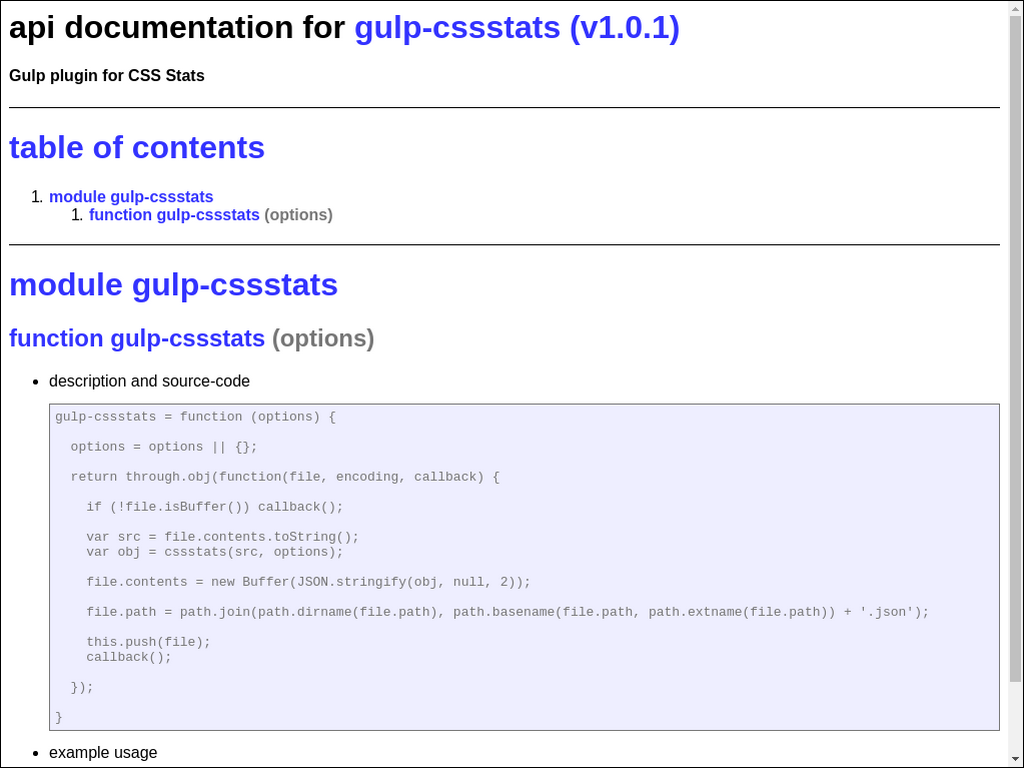 api documentation for gulp-cssstats (v1.0.1)
Gulp plugin for CSS Stats
table of contents
1. module gulp-cssstats
1. function gulp-cssstats (options)
module gulp-cssstats
function gulp-cssstats (options)
• description and source-code
gulp-cssstats = function (options) {
options = options || {};
return through.obj(function(file, encoding, callback) {
if (!file.isBuffer()) callback();
var src = file.contents.toString();
var obj = cssstats(src, options);
file.contents = new Buffer(JSON.stringify(obj, null, 2));
file.path = path.join(path.dirname(file.path), path.basename(file.path, path.extname(file.path)) + '.json');
this.push(file);
callback();
});
}
• example usage